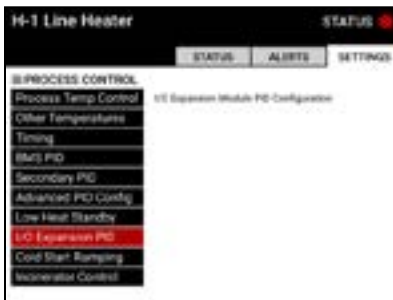 H-1 Line Heater
STATUS
STATUS ALERTS SETTINGS
PROCESS CONTROL
Process Temp Control
I/O Expansion Module PID Configuration
Other Temperatures
Timing
BMS PID
Secondary PID
Advanced PID Config
Low Heat Standby
I/O Expansion PID
Cold Start Ramping
Incinerator Control